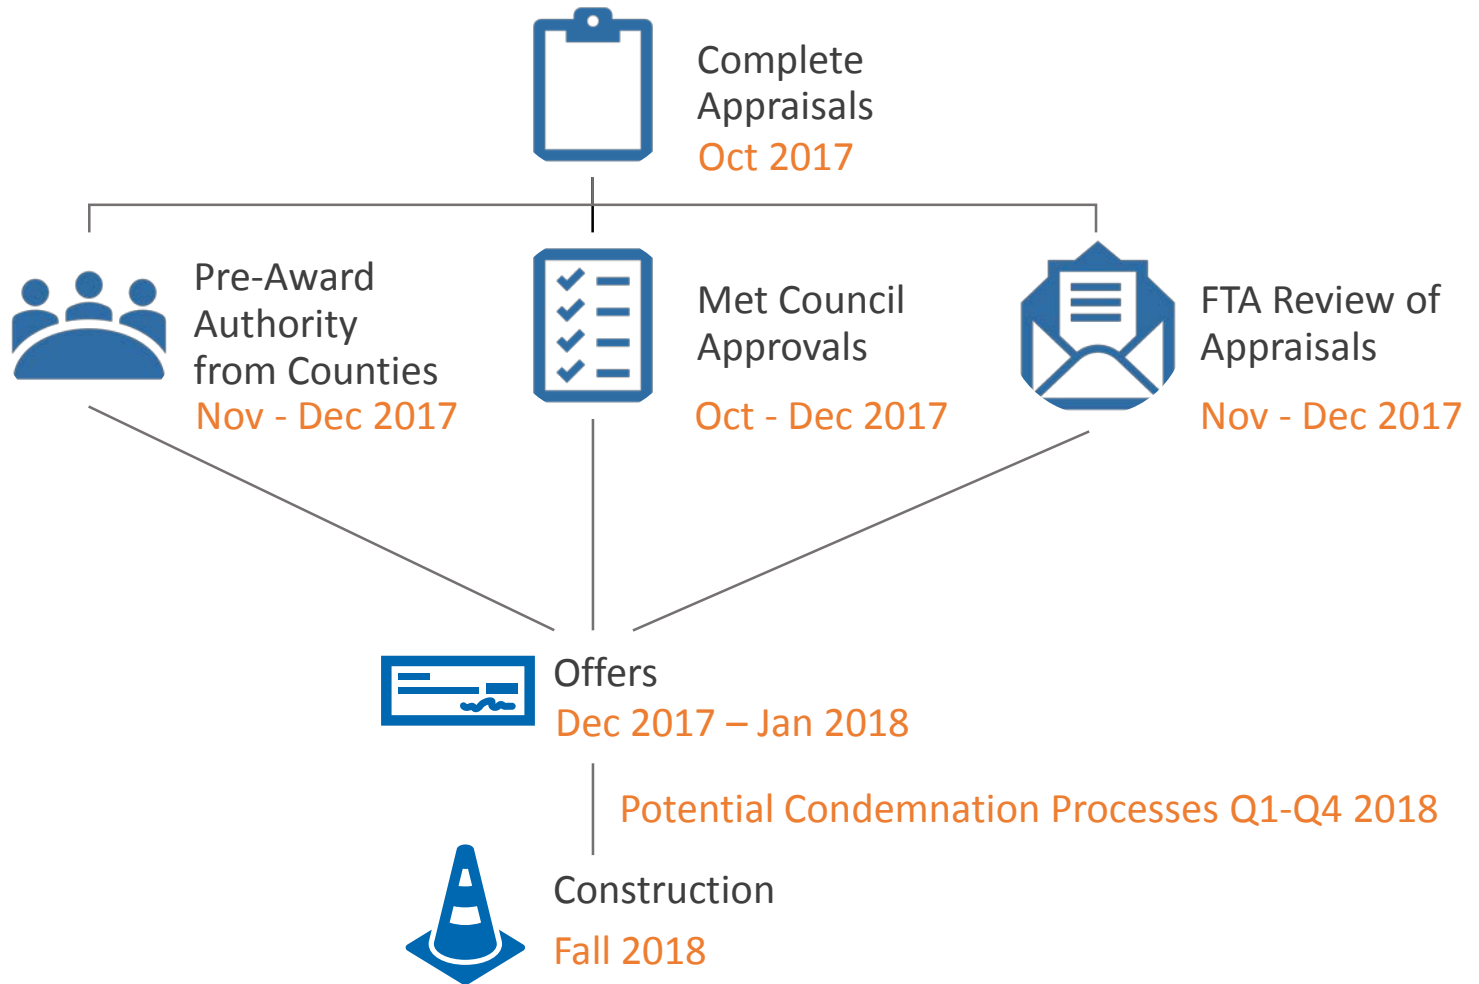 Complete
Appraisals
Oct 2017
Pre-Award
Authority
from Counties
Nov - Dec 2017
Met Council
Approvals
Oct - Dec 2017
FTA Review of
Appraisals
Nov - Dec 2017
Offers
Dec 2017 – Jan 2018
Potential Condemnation Processes Q1-Q4 2018
Construction
Fall 2018